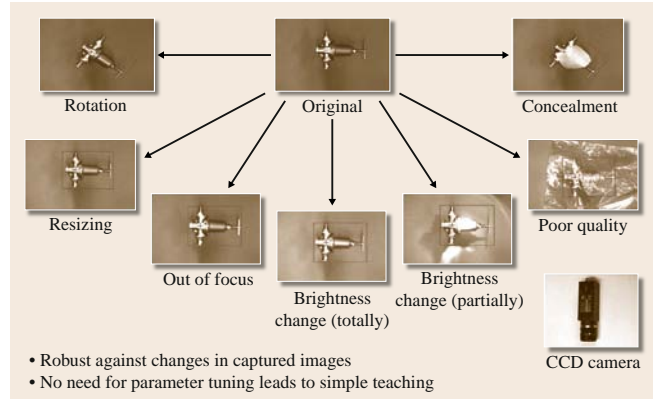 Rotation
Original
Concealment
Resizing
Out of focus
Brightness
change (totally)
Brightness
change (partially)
Poor quality
CCD camera
• Robust against changes in captured images
• No need for parameter tuning leads to simple teaching